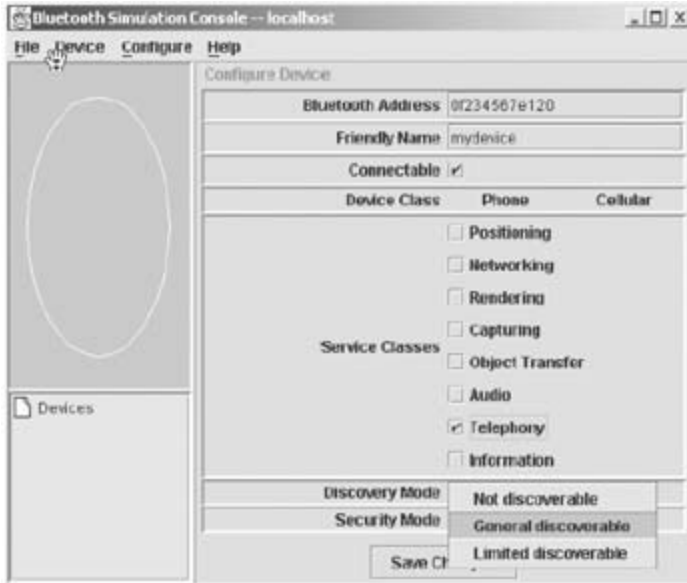 Bluetooth Simulation Console -- localhost
File Device Configure Help
Configure Device
Bluetooth Address 0f234567e120
Friendly Name mydevice
Connectable
Device Class Phone Cellular
Service Classes
Positioning
Networking
Rendering
Capturing
Object Transfer
Audio
Telephony
Information
Devices
Discovery Mode
Not discoverable
General discoverable
Limited discoverable
Security Mode
Save Ch